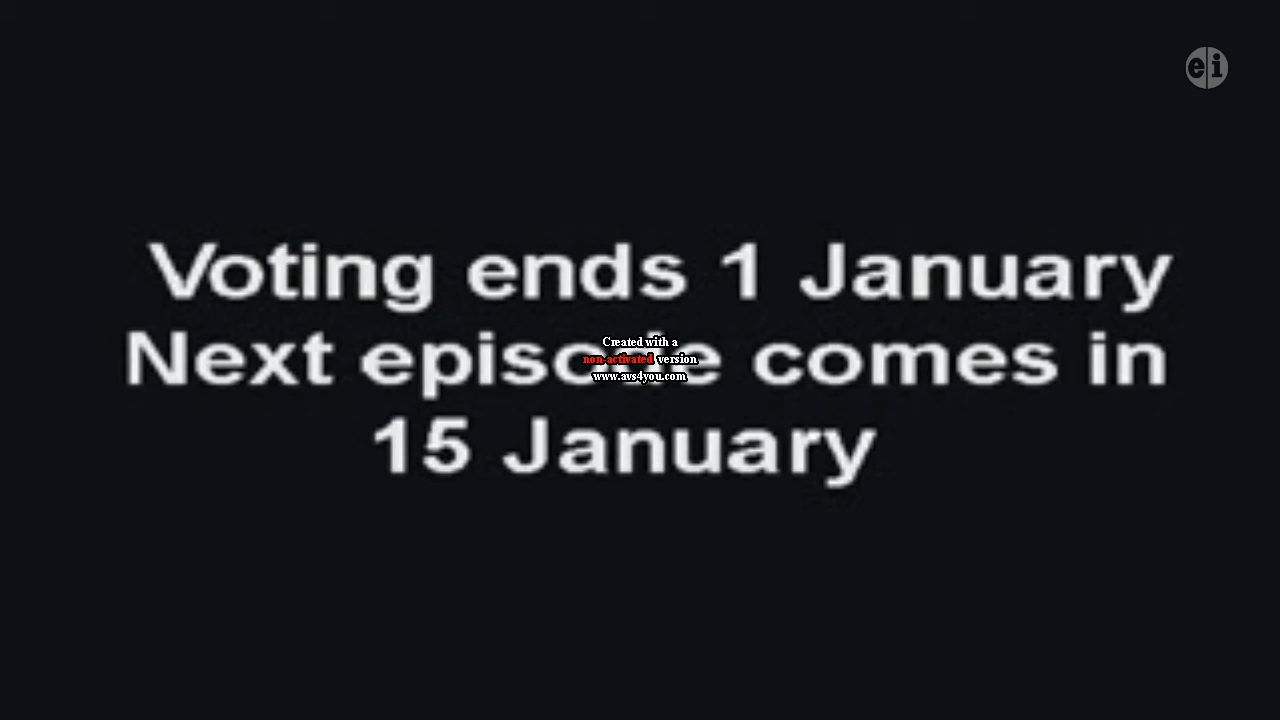 ei
Voting ends 1 January
Next episode comes in
15 January
Created with a
non-activated version
www.avs4you.com